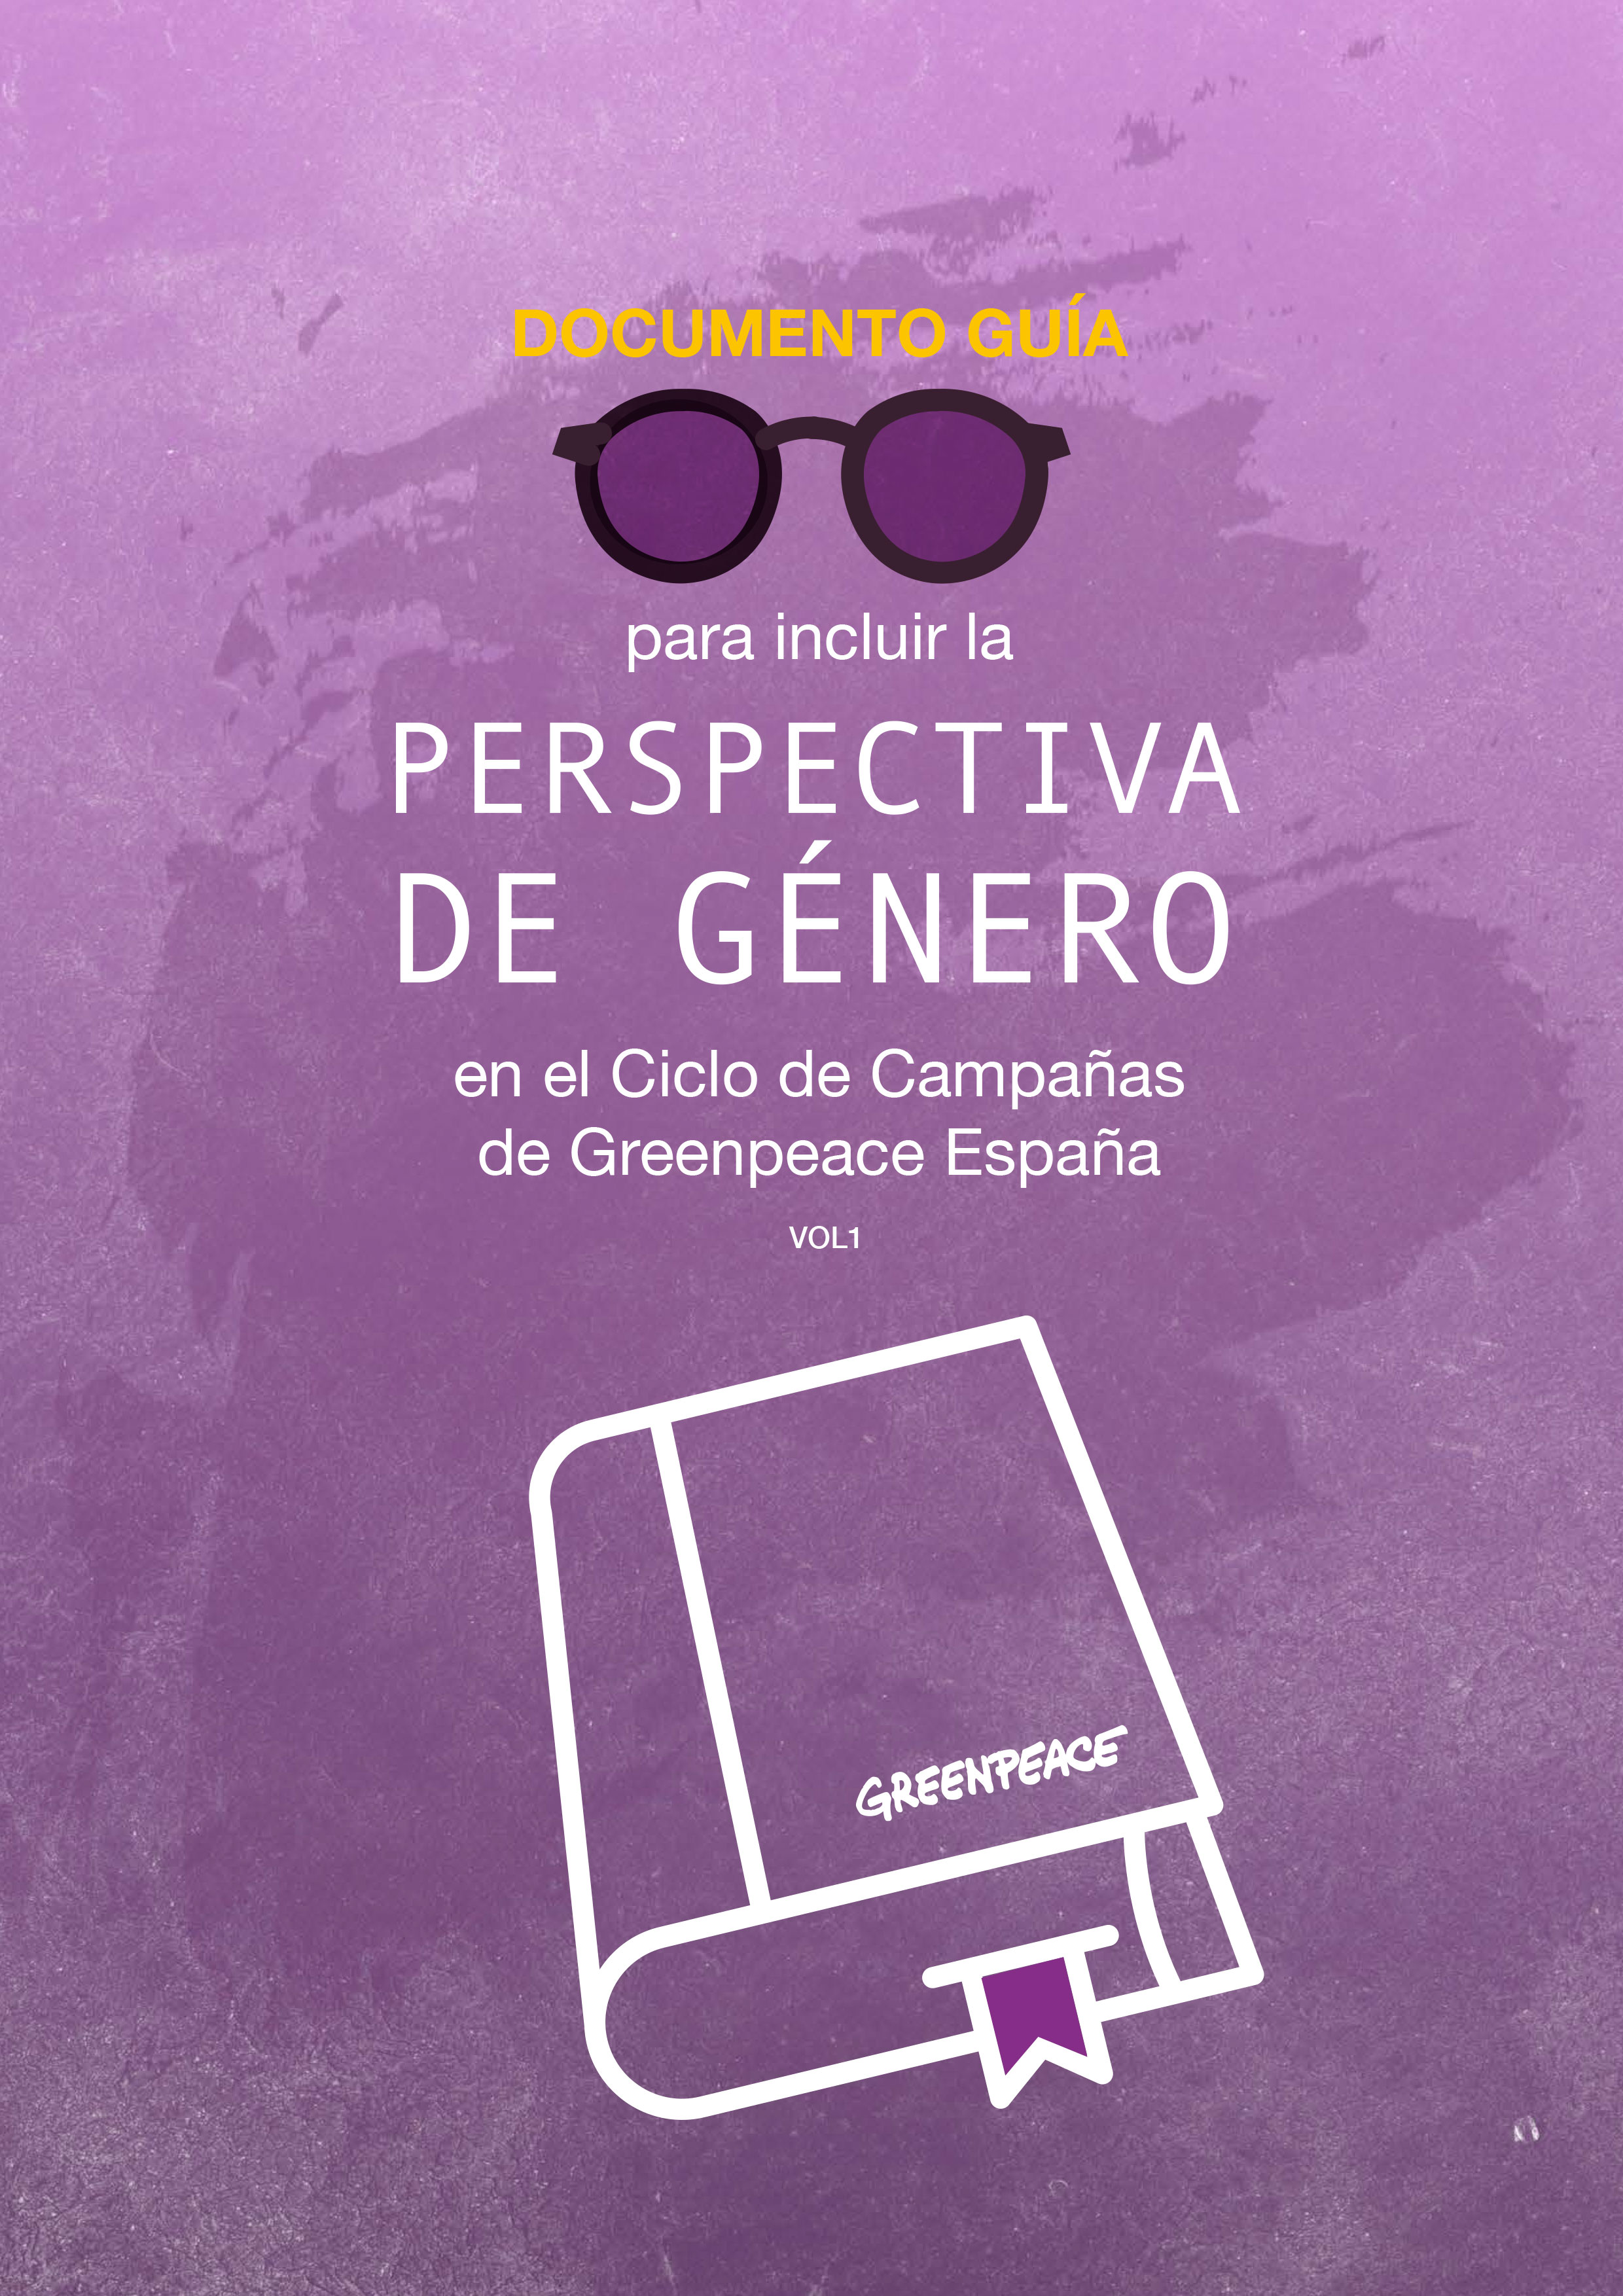 DOCUMENTO GUÍA
para incluir la
PERSPECTIVA
DE GÉNERO
en el Ciclo de Campañas
de Greenpeace España
VOL1
GREENPEACE